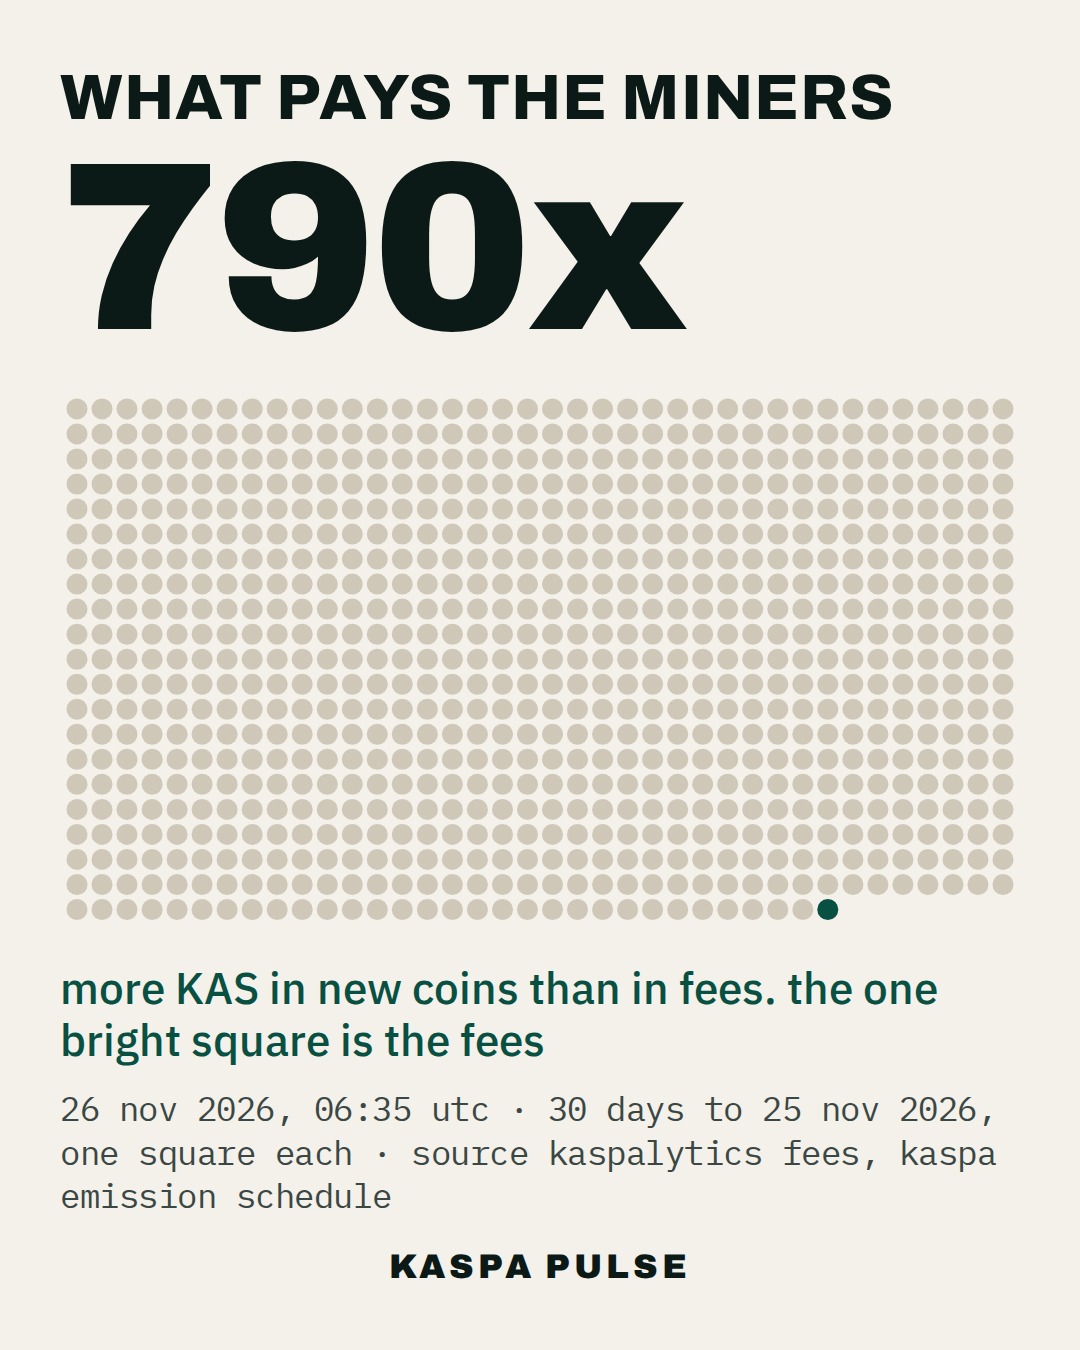 WHAT PAYS THE MINERS
790x
more KAS in new coins than in fees. the one
bright square is the fees
26 nov 2026, 06:35 utc · 30 days to 25 nov 2026,
one square each · source kaspalytics fees, kaspa
emission schedule
KASPA PULSE